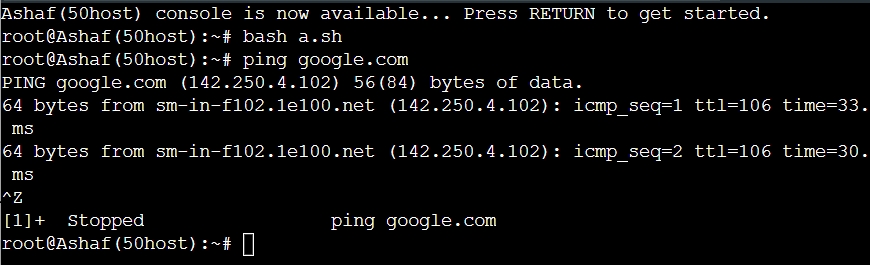 Ashaf(50host) console is now available... Press RETURN to get started.
root@Ashaf(50host):~# bash a.sh
root@Ashaf(50host):~# ping google.com
PING google.com (142.250.4.102) 56(84) bytes of data.
64 bytes from sm-in-f102.1e100.net (142.250.4.102): icmp_seq=1 ttl=106 time=33.
 ms
64 bytes from sm-in-f102.1e100.net (142.250.4.102): icmp_seq=2 ttl=106 time=30.
 ms
^Z
[1]+  Stopped                 ping google.com
root@Ashaf(50host):~#